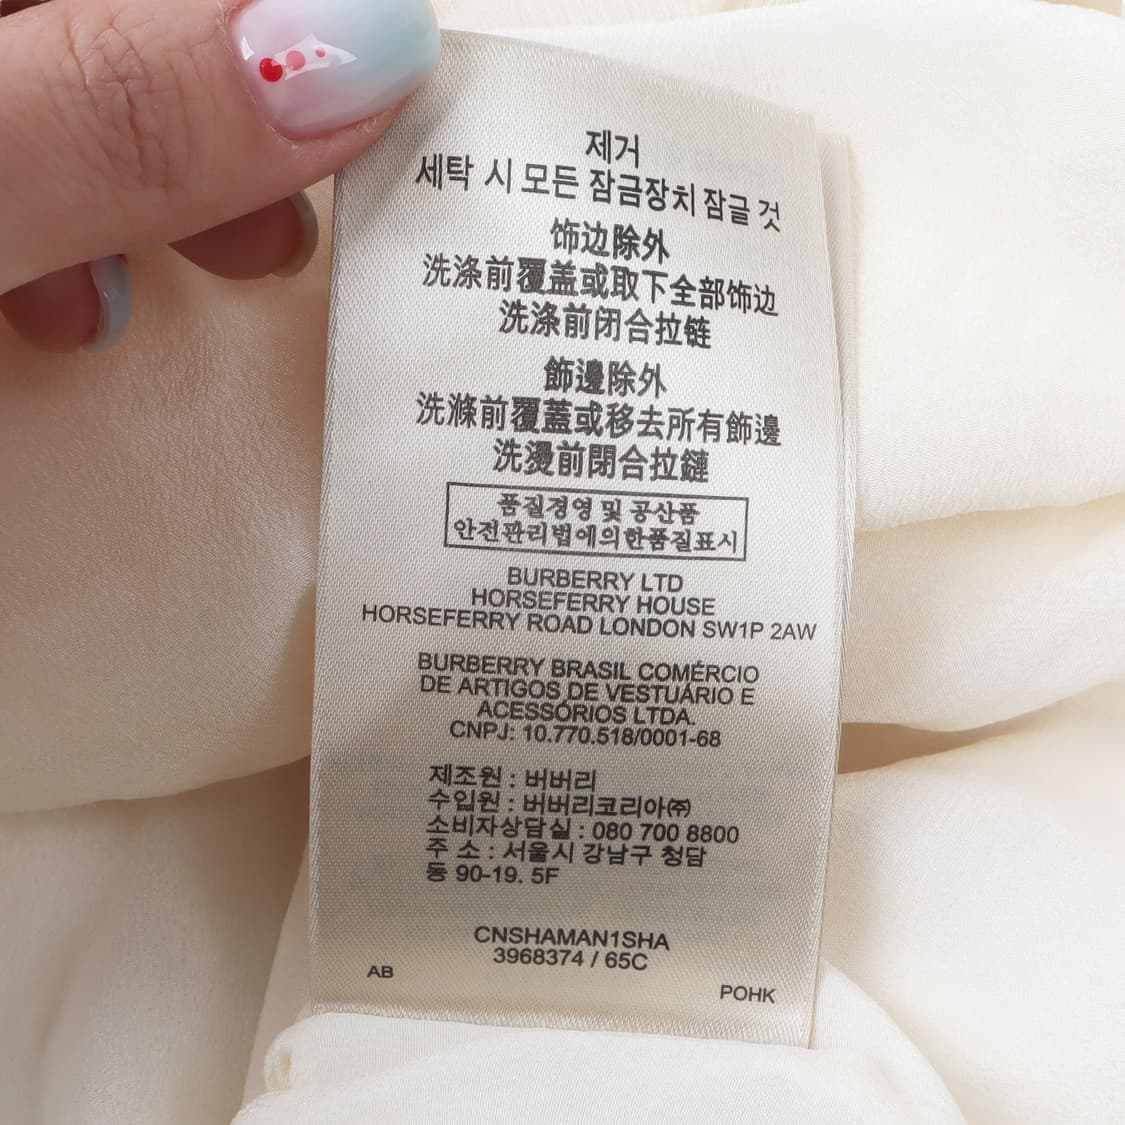 제거
세탁 시 모든 잠금장치 잠글 것
饰边除外
洗涤前覆盖或取下全部饰边
洗涤前闭合拉链
飾邊除外
洗滌前覆蓋或移去所有飾邊
洗燙前閉合拉鏈
품질경영 및 공산품
안전관리법에의한품질표시
BURBERRY LTD
HORSEFERRY HOUSE
HORSEFERRY ROAD LONDON SW1P 2AW
BURBERRY BRASIL COMÉRCIO
DE ARTIGOS DE VESTUÁRIO E
ACESSÓRIOS LTDA.
CNPJ: 10.770.518/0001-68
제조원 : 버버리
수입원 : 버버리코리아㈜
소비자상담실 : 080 700 8800
주 소 : 서울시 강남구 청담
동 90-19. 5F
CNSHAMAN1SHA
3968374 / 65C
AB
POHK